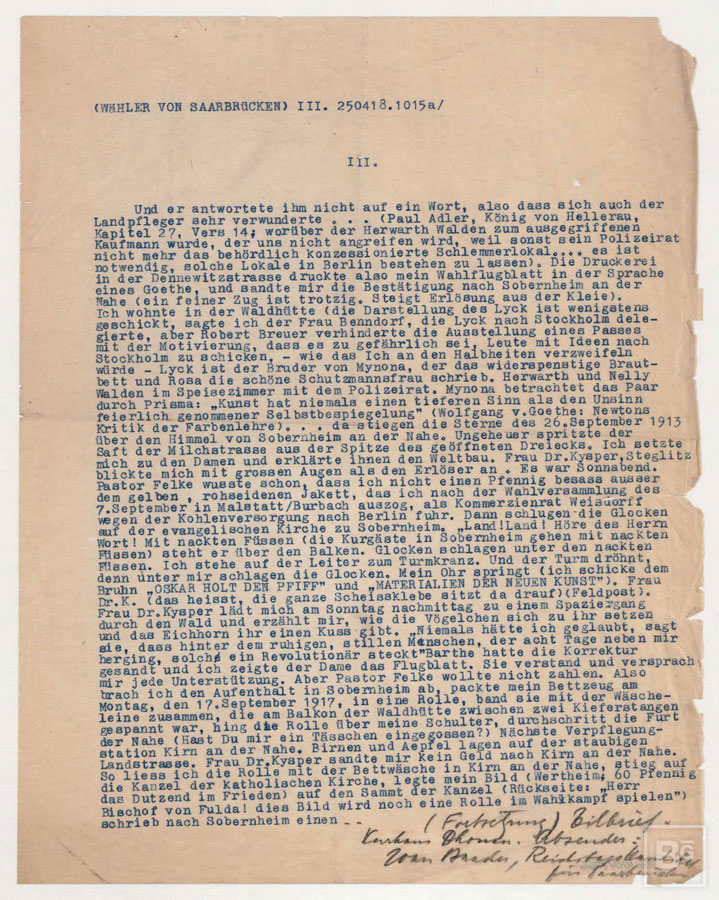 (WäHLER VON SAARBRüCKEN) III. 250418.1015a/
III.
Und er antwortete ihm nicht auf ein Wort, also dass sich auch der
Landpfleger sehr verwunderte . . . (Paul Adler, König von Hellerau,
Kapitel 27, Vers 14; worüber der Herwarth Walden zum ausgegriffenen
Kaufmann wurde, der uns nicht angreifen wird, weil sonst sein Polizeirat
nicht mehr das behördlich konzessionierte Schlemmerlokal.... es ist
notwendig, solche Lokale in Berlin bestehen zu lassen). Die Druckerei
in der Dennewitzstrasse druckte also mein Wahlflugblatt in der Sprache
eines Goethe, und sandte mir die Bestätigung nach Sobernheim an der
Nahe (ein feiner Zug ist trotzig. Steigt Erlösung aus der Kleie).
Ich wohnte in der Waldhütte (die Darstellung des Lyck ist wenigstens
geschickt, sagte ich der Frau Benndorf, die Lyck nach Stockholm dele-
gierte, aber Robert Breuer verhinderte die Ausstellung eines Passes
mit der Motivierung, dass es zu gefährlich sei, Leute mit Ideen nach
Stockholm zu schicken, - wie das Ich an den Halbheiten verzweifeln
würde - Lyck ist der Bruder von Mynona, der das widerspenstige Braut-
bett und Rosa die schöne Schutzmannsfrau schrieb. Herwarth und Nelly
Walden im Speisezimmer mit dem Polizeirat. Mynona betrachtet das Paar
durch Prisma: „Kunst hat niemals einen tieferen Sinn als den Unsinn
feierlich genommener Selbstbespiegelung" (Wolfgang v.Goethe: Newtons
Kritik der Farbenlehre). . . . da stiegen die Sterne des 26.September 1913
über den Himmel von Sobernheim an der Nahe. Ungeheuer spritzte der
Saft der Milchstrasse aus der Spitze des geöffneten Dreiecks. Ich setzte
mich zu den Damen und erklärte ihnen den Weltbau. Frau Dr.Kysper,Steglitz
blickte mich mit grossen Augen als den Erlöser an . Es war Sonnabend.
Pastor Felke wusste schon, dass ich nicht einen Pfennig besass ausser
dem gelben , rohseidenen Jakett, das ich nach der Wahlversammlung des
7.September in Malstatt/Burbach auszog, als Kommerzienrat Weisdorff
wegen der Kohlenversorgung nach Berlin fuhr. Dann schlugen die Glocken
auf der evangelischen Kirche zu Sobernheim. „Land!Land! Höre des Herrn
Wort! Mit nackten Füssen (die Kurgäste in Sobernheim gehen mit nackten
Füssen) steht er über den Balken. Glocken schlagen unter den nackten
Füssen. Ich stehe auf der Leiter zum Turmkranz. Und der Turm dröhnt,
denn unter mir schlagen die Glocken. Mein Ohr springt (ich schicke dem
Bruhn „OSKAR HOLT DEN PFIFF" und „MATERIALIEN DER NEUEN KUNST"). Frau
Dr.K. (das heisst, die ganze Scheissklebe sitzt da drauf)(Feldpost).
Frau Dr.Kysper lädt mich am Sonntag nachmittag zu einem Spaziergang
durch den Wald und erzählt mir, wie die Vögelchen sich zu ihr setzen
und das Eichhorn ihr einen Kuss gibt. „Niemals hätte ich geglaubt, sagt
sie, dass hinter dem ruhigen, stillen Menschen, der acht Tage neben mir
herging, solch ein Revolutionär steckt"Barthe hatte die Korrektur
gesandt und ich zeigte der Dame das Flugblatt. Sie verstand und versprach
mir jede Unterstützung. Aber Pastor Felke wollte nicht zahlen. Also
brach ich den Aufenthalt in Sobernheim ab, packte mein Bettzeug am
Montag, den 17.September 1917, in eine Rolle, band sie mit der Wäsche-
leine zusammen, die am Balkon der Waldhütte zwischen zwei Kieferstangen
gespannt war, hing die Rolle über meine Schulter, durchschritt die Furt
der Nahe (Hast Du mir ein Tässchen eingegossen?) Nächste Verpflegung-
station Kirn an der Nahe. Birnen und Aepfel lagen auf der staubigen
Landstrasse. Frau Dr.Kysper sandte mir kein Geld nach Kirn an der Nahe.
So liess ich die Rolle mit der Bettwäsche in Kirn an der Nahe, stieg auf
die Kanzel der katholischen Kirche, legte mein Bild (Wertheim; 60 Pfennig
das Dutzend im Frieden) auf den Sammt der Kanzel (Rückseite: „Herr
Bischof von Fulda! dies Bild wird noch eine Rolle im Wahlkampf spielen")
schrieb nach Sobernheim einen - -
(Fortsetzung) Eilbrief.
Kurhaus Dhonen. Absender:
Baader,
für Saarbrücken
BG